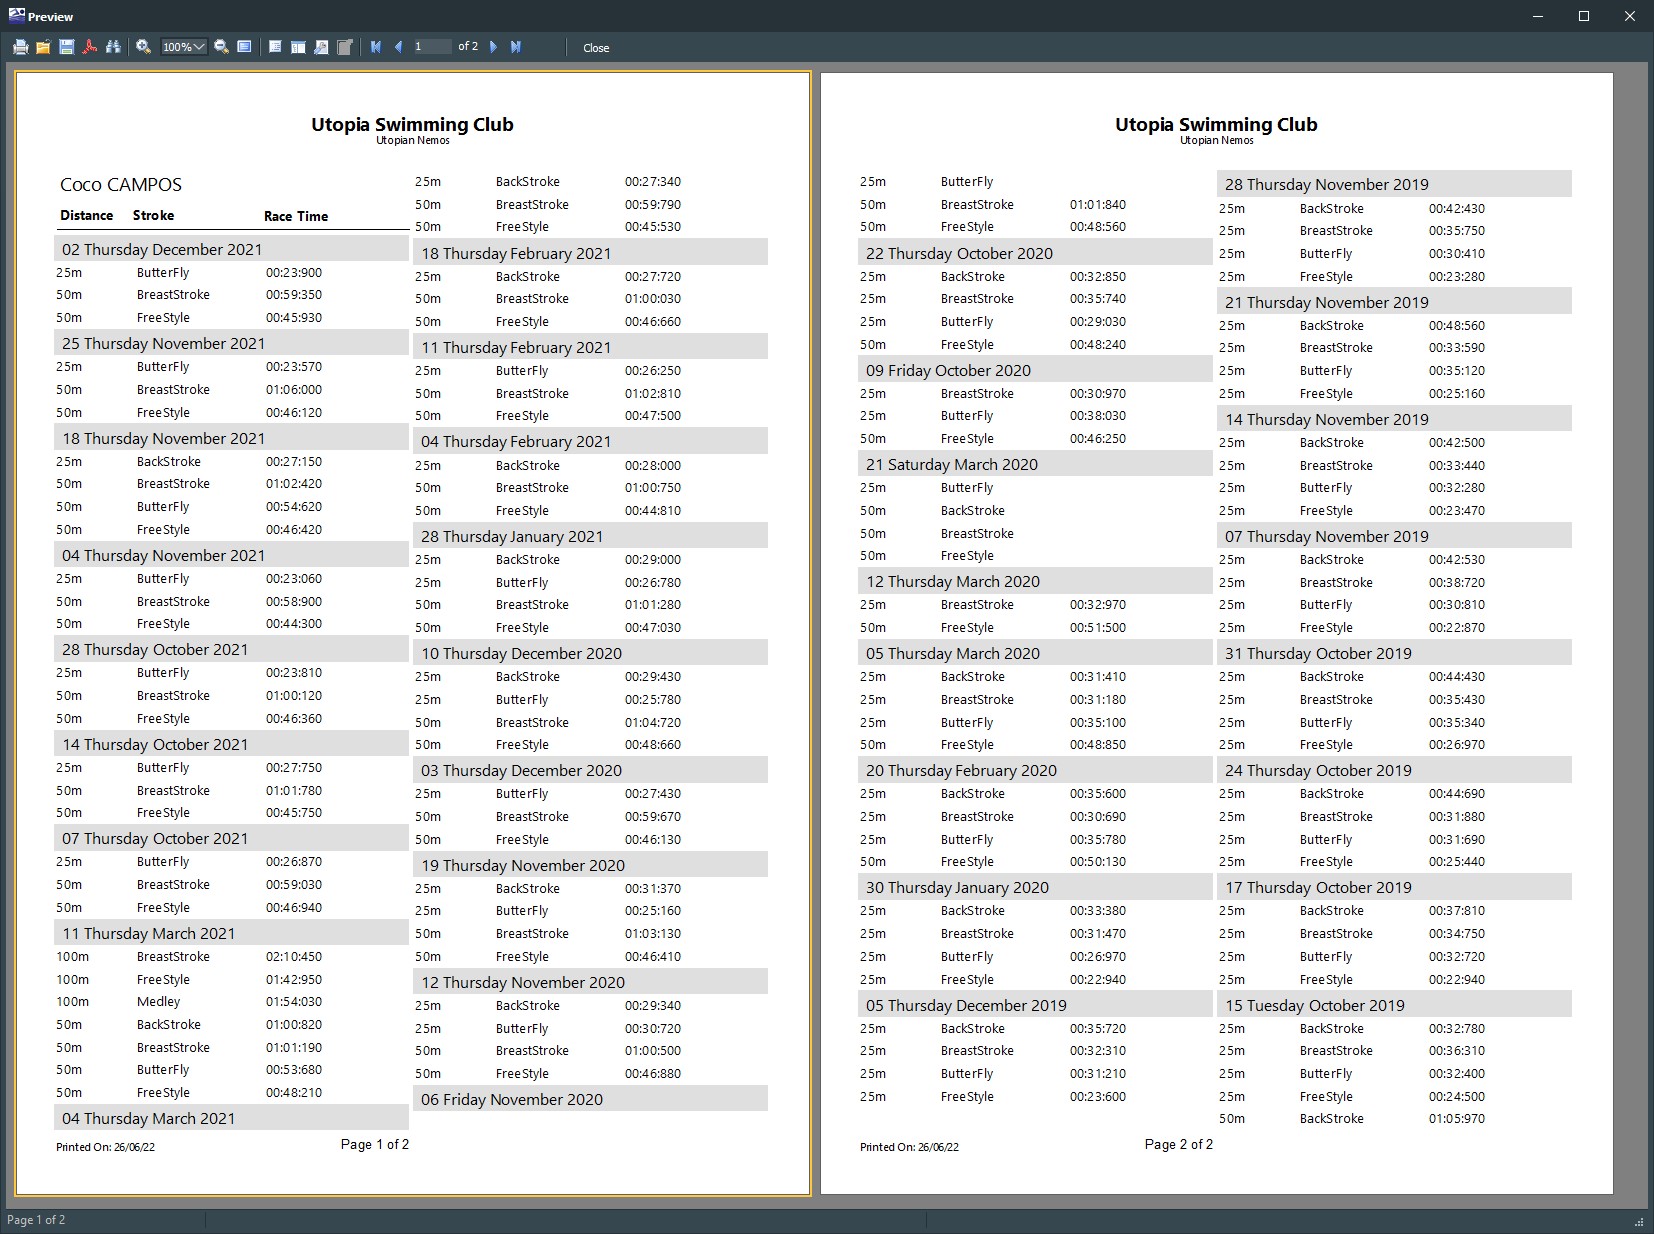 Preview
100%
1
of 2
Close
Utopia Swimming Club
Utopian Nemos
Coco CAMPOS
Distance Stroke Race Time
02 Thursday December 2021
25m ButterFly 00:23:900
50m BreastStroke 00:59:350
50m FreeStyle 00:45:930
25 Thursday November 2021
25m ButterFly 00:23:570
50m BreastStroke 01:06:000
50m FreeStyle 00:46:120
18 Thursday November 2021
25m BackStroke 00:27:150
50m BreastStroke 01:02:420
50m ButterFly 00:54:620
50m FreeStyle 00:46:420
04 Thursday November 2021
25m ButterFly 00:23:060
50m BreastStroke 00:58:900
50m FreeStyle 00:44:300
28 Thursday October 2021
25m ButterFly 00:23:810
50m BreastStroke 01:00:120
50m FreeStyle 00:46:360
14 Thursday October 2021
25m ButterFly 00:27:750
50m BreastStroke 01:01:780
50m FreeStyle 00:45:750
07 Thursday October 2021
25m ButterFly 00:26:870
50m BreastStroke 00:59:030
50m FreeStyle 00:46:940
11 Thursday March 2021
100m BreastStroke 02:10:450
100m FreeStyle 01:42:950
100m Medley 01:54:030
50m BackStroke 01:00:820
50m BreastStroke 01:01:190
50m ButterFly 00:53:680
50m FreeStyle 00:48:210
04 Thursday March 2021
25m BackStroke 00:27:340
50m BreastStroke 00:59:790
50m FreeStyle 00:45:530
18 Thursday February 2021
25m BackStroke 00:27:720
50m BreastStroke 01:00:030
50m FreeStyle 00:46:660
11 Thursday February 2021
25m ButterFly 00:26:250
50m BreastStroke 01:02:810
50m FreeStyle 00:47:500
04 Thursday February 2021
25m BackStroke 00:28:000
50m BreastStroke 01:00:750
50m FreeStyle 00:44:810
28 Thursday January 2021
25m BackStroke 00:29:000
25m ButterFly 00:26:780
50m BreastStroke 01:01:280
50m FreeStyle 00:47:030
10 Thursday December 2020
25m BackStroke 00:29:430
25m ButterFly 00:25:780
50m BreastStroke 01:04:720
50m FreeStyle 00:48:660
03 Thursday December 2020
25m ButterFly 00:27:430
50m BreastStroke 00:59:670
50m FreeStyle 00:46:130
19 Thursday November 2020
25m BackStroke 00:31:370
25m ButterFly 00:25:160
50m BreastStroke 01:03:130
50m FreeStyle 00:46:410
12 Thursday November 2020
25m BackStroke 00:29:340
25m ButterFly 00:30:720
50m BreastStroke 01:00:500
50m FreeStyle 00:46:880
06 Friday November 2020
Printed On: 26/06/22
Page 1 of 2
Utopia Swimming Club
Utopian Nemos
25m ButterFly
50m BreastStroke 01:01:840
50m FreeStyle 00:48:560
22 Thursday October 2020
25m BackStroke 00:32:850
25m BreastStroke 00:35:740
25m ButterFly 00:29:030
50m FreeStyle 00:48:240
09 Friday October 2020
25m BreastStroke 00:30:970
25m ButterFly 00:38:030
50m FreeStyle 00:46:250
21 Saturday March 2020
25m ButterFly
50m BackStroke
50m BreastStroke
50m FreeStyle
12 Thursday March 2020
25m BreastStroke 00:32:970
50m FreeStyle 00:51:500
05 Thursday March 2020
25m BackStroke 00:31:410
25m BreastStroke 00:31:180
25m ButterFly 00:35:100
50m FreeStyle 00:48:850
20 Thursday February 2020
25m BackStroke 00:35:600
25m BreastStroke 00:30:690
25m ButterFly 00:35:780
50m FreeStyle 00:50:130
30 Thursday January 2020
25m BackStroke 00:33:380
25m BreastStroke 00:31:470
25m ButterFly 00:26:970
25m FreeStyle 00:22:940
05 Thursday December 2019
25m BackStroke 00:35:720
25m BreastStroke 00:32:310
25m ButterFly 00:31:210
25m FreeStyle 00:23:600
28 Thursday November 2019
25m BackStroke 00:42:430
25m BreastStroke 00:35:750
25m ButterFly 00:30:410
25m FreeStyle 00:23:280
21 Thursday November 2019
25m BackStroke 00:48:560
25m BreastStroke 00:33:590
25m ButterFly 00:35:120
25m FreeStyle 00:25:160
14 Thursday November 2019
25m BackStroke 00:42:500
25m BreastStroke 00:33:440
25m ButterFly 00:32:280
25m FreeStyle 00:23:470
07 Thursday November 2019
25m BackStroke 00:42:530
25m BreastStroke 00:38:720
25m ButterFly 00:30:810
25m FreeStyle 00:22:870
31 Thursday October 2019
25m BackStroke 00:44:430
25m BreastStroke 00:35:430
25m ButterFly 00:35:340
25m FreeStyle 00:26:970
24 Thursday October 2019
25m BackStroke 00:44:690
25m BreastStroke 00:31:880
25m ButterFly 00:31:690
25m FreeStyle 00:25:440
17 Thursday October 2019
25m BackStroke 00:37:810
25m BreastStroke 00:34:750
25m ButterFly 00:32:720
25m FreeStyle 00:22:940
15 Tuesday October 2019
25m BackStroke 00:32:780
25m BreastStroke 00:36:310
25m ButterFly 00:32:400
25m FreeStyle 00:24:500
50m BackStroke 01:05:970
Printed On: 26/06/22
Page 2 of 2
Page 1 of 2